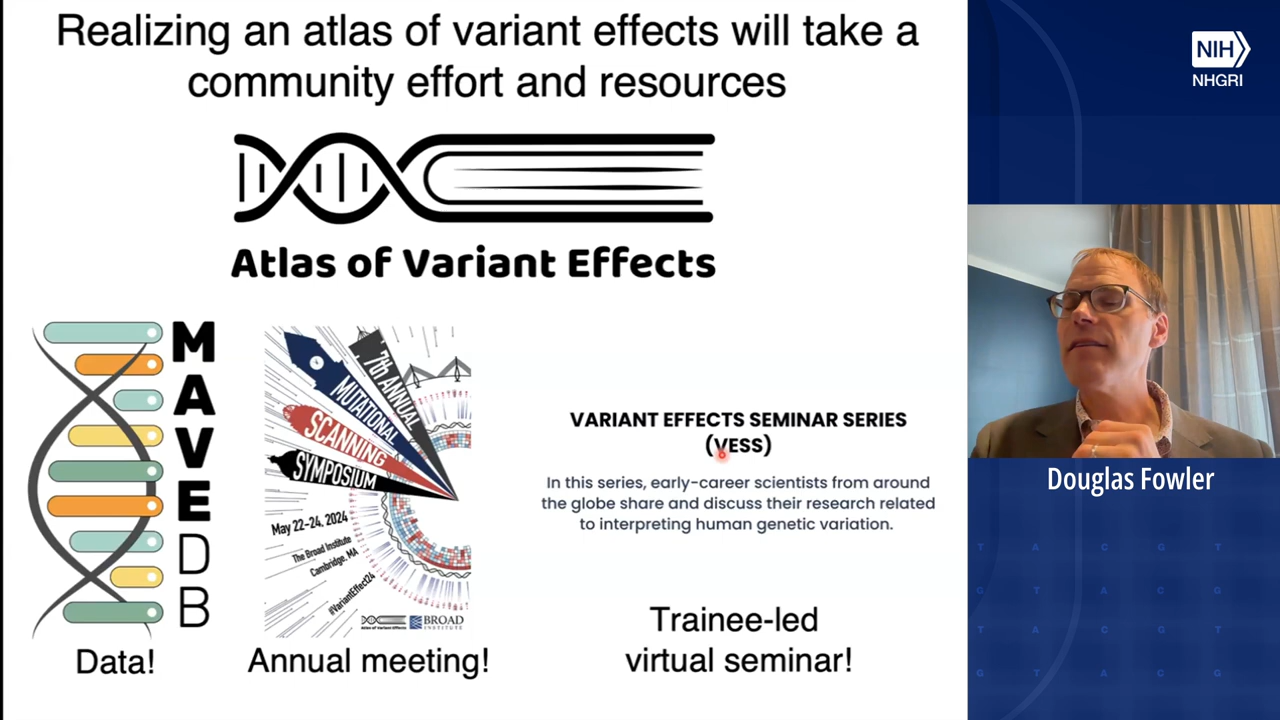 Realizing an atlas of variant effects will take a
community effort and resources
Atlas of Variant Effects
MAVE
DB
7th ANNUAL
MUTATIONAL
SCANNING
SYMPOSIUM
May 22-24, 2024
The Broad Institute
Cambridge, MA
#VariantEffect24
Atlas of Variant Effects
BROAD
INSTITUTE
VARIANT EFFECTS SEMINAR SERIES
(VESS)
In this series, early-career scientists from around
the globe share and discuss their research related
to interpreting human genetic variation.
Data!
Annual meeting!
Trainee-led
virtual seminar!
NIH
NHGRI
Douglas Fowler
T A C G T
G T A C G
T A C G T
G T A C G